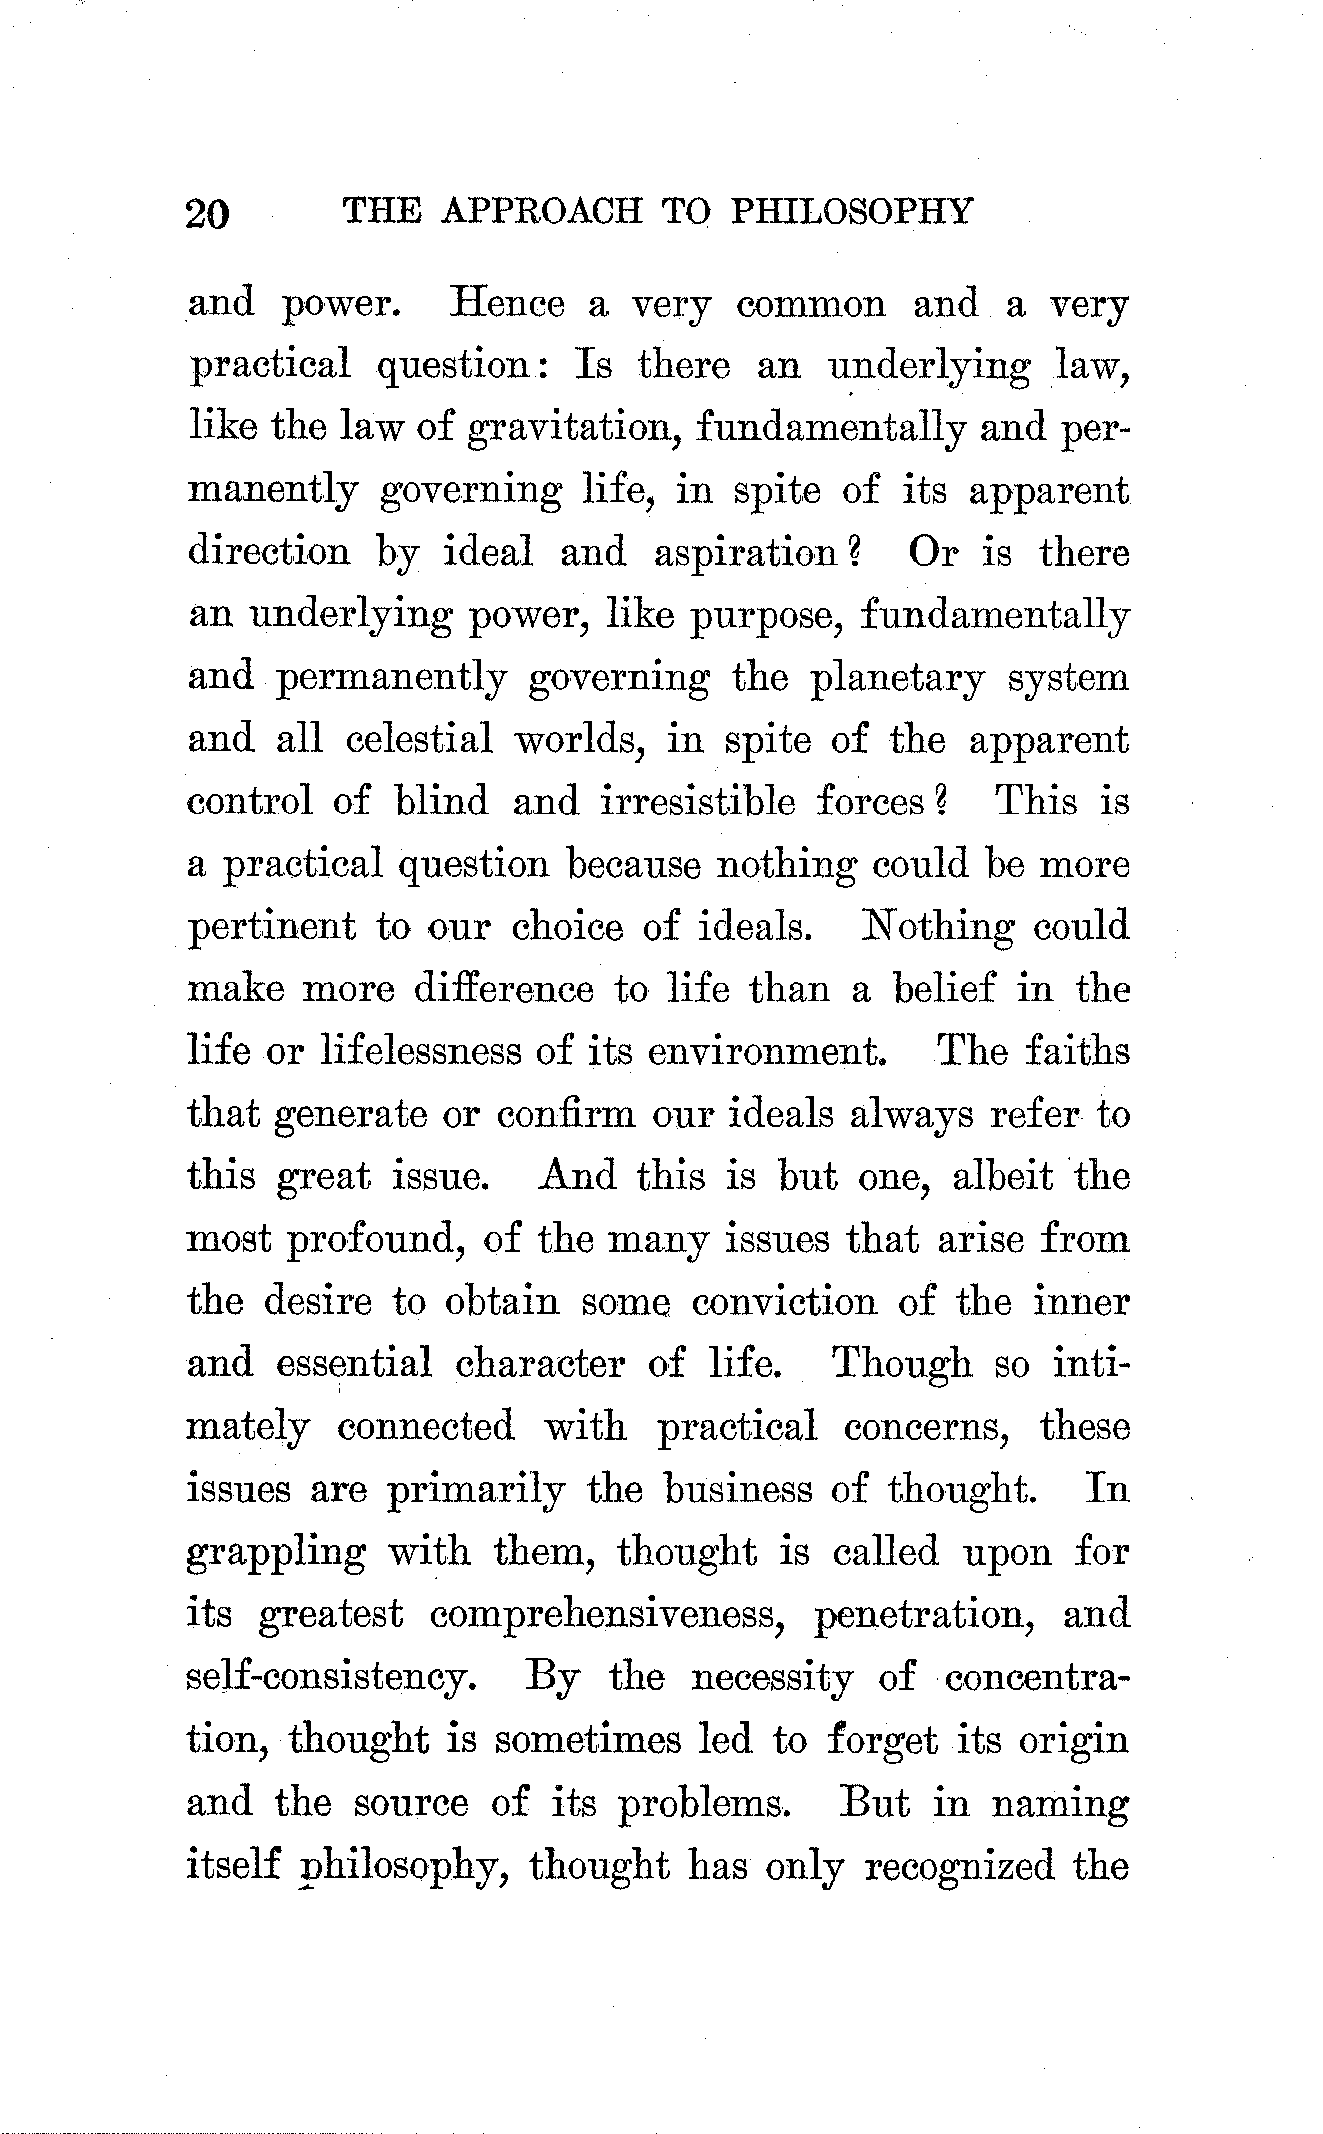 20 THE APPROACH TO PHILOSOPHY
and power. Hence a very common and a very
practical question: Is there an underlying law,
like the law of gravitation, fundamentally and per-
manently governing life, in spite of its apparent
direction by ideal and aspiration? Or is there
an underlying power, like purpose, fundamentally
and permanently governing the planetary system
and all celestial worlds, in spite of the apparent
control of blind and irresistible forces? This is
a practical question because nothing could be more
pertinent to our choice of ideals. Nothing could
make more difference to life than a belief in the
life or lifelessness of its environment. The faiths
that generate or confirm our ideals always refer to
this great issue. And this is but one, albeit the
most profound, of the many issues that arise from
the desire to obtain some conviction of the inner
and essential character of life. Though so inti-
mately connected with practical concerns, these
issues are primarily the business of thought. In
grappling with them, thought is called upon for
its greatest comprehensiveness, penetration, and
self-consistency. By the necessity of concentra-
tion, thought is sometimes led to forget its origin
and the source of its problems. But in naming
itself philosophy, thought has only recognized the